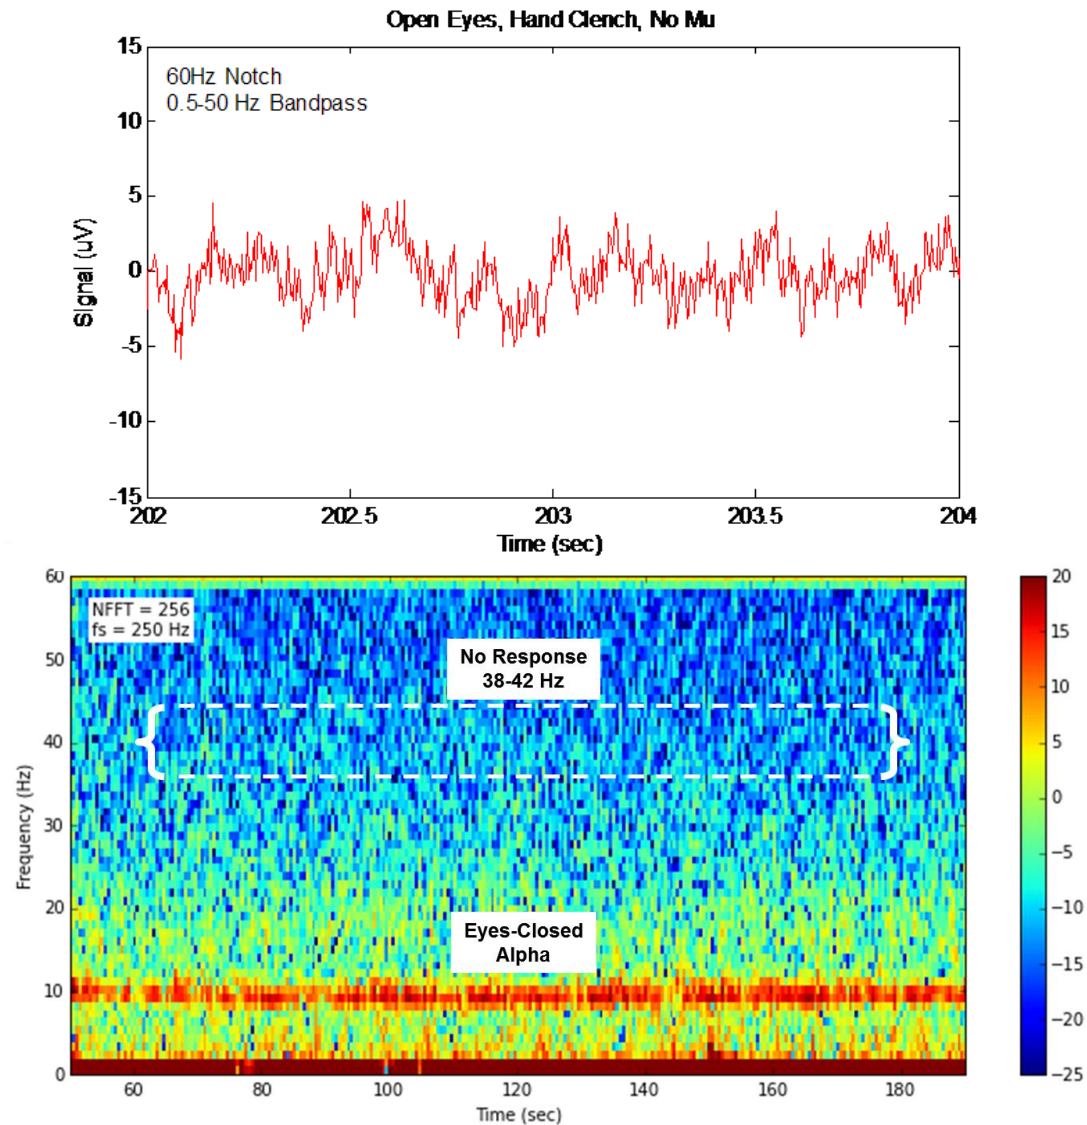 Open Eyes, Hand Clench, No Mu
15
60Hz Notch
0.5-50 Hz Bandpass
10
5
Signal (uV)
0
-5
-10
-15
202
202.5
203
203.5
204
Time (sec)
60
NFFT = 256
fs = 250 Hz
No Response
38-42 Hz
50
40
30
20
10
0
Frequency (Hz)
Eyes-Closed
Alpha
60
80
100
120
140
160
180
Time (sec)
20
15
10
5
0
−5
−10
−15
−20
−25